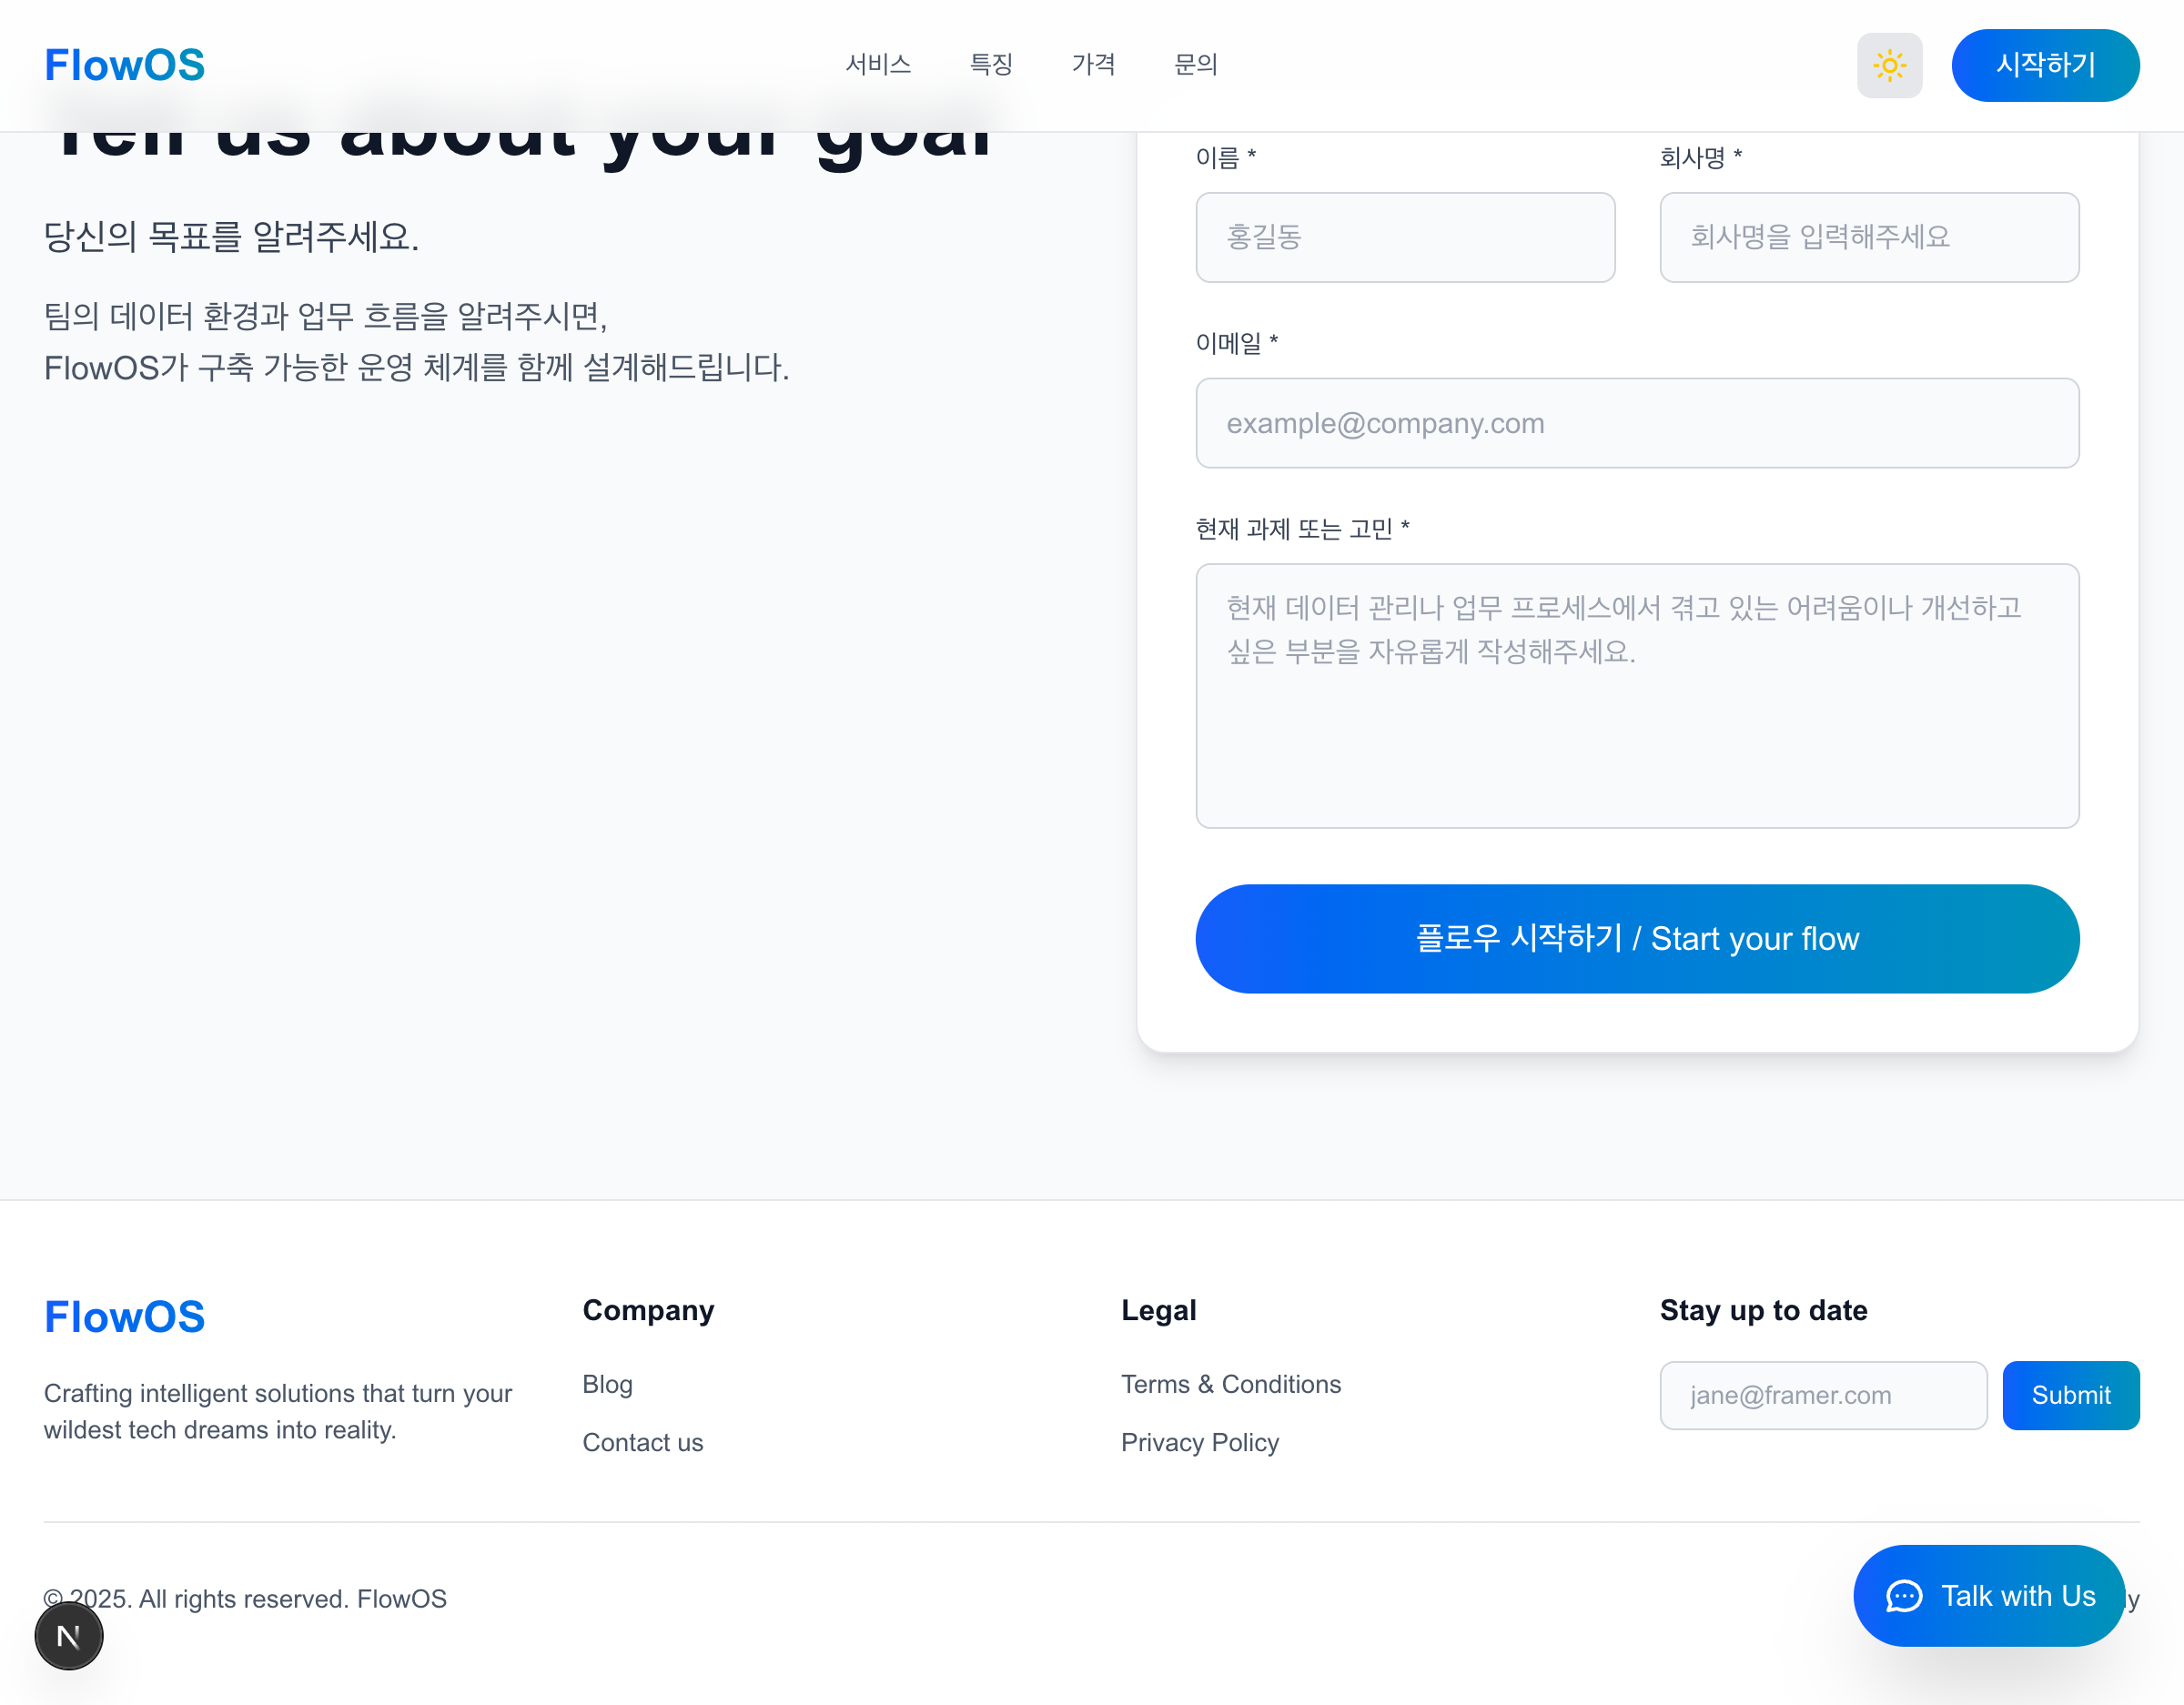 FlowOS
서비스
특징
가격
문의
시작하기
Tell us about your goal
당신의 목표를 알려주세요.
팀의 데이터 환경과 업무 흐름을 알려주시면,
FlowOS가 구축 가능한 운영 체계를 함께 설계해드립니다.
이름 *
회사명 *
홍길동
회사명을 입력해주세요
이메일 *
example@company.com
현재 과제 또는 고민 *
현재 데이터 관리나 업무 프로세스에서 겪고 있는 어려움이나 개선하고
싶은 부분을 자유롭게 작성해주세요.
플로우 시작하기 / Start your flow
FlowOS
Crafting intelligent solutions that turn your
wildest tech dreams into reality.
Company
Blog
Contact us
Legal
Terms & Conditions
Privacy Policy
Stay up to date
jane@framer.com
Submit
© 2025. All rights reserved. FlowOS
Talk with Us
N